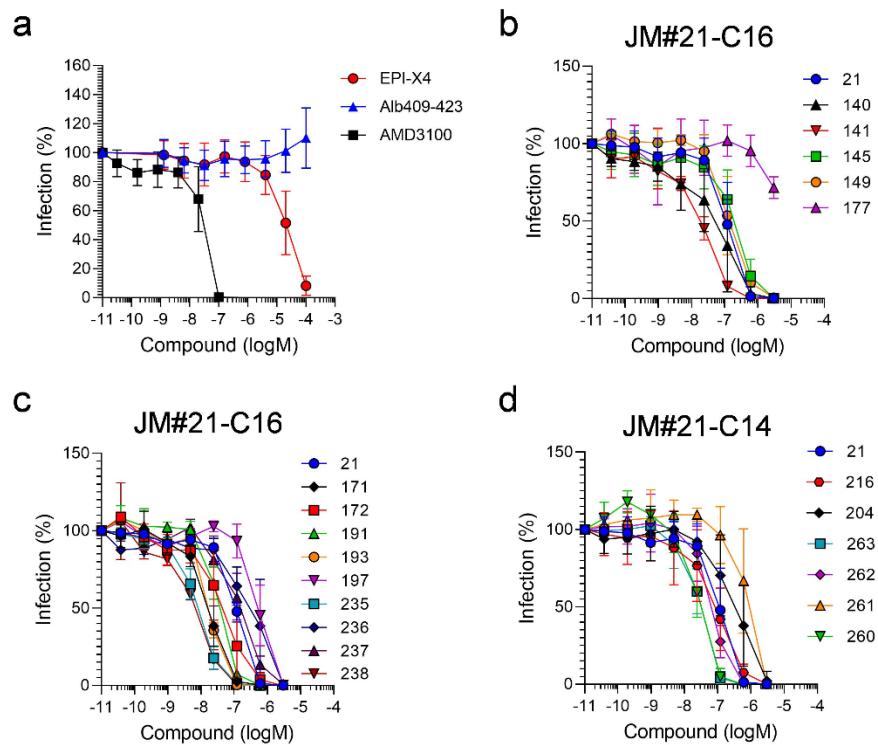 a
160
140
120
100
80
60
40
20
0
Infection (%)
-11 -10 -9 -8 -7 -6 -5 -4 -3
Compound (logM)
EPI-X4
Alb409-423
AMD3100
b
JM#21-C16
150
100
50
0
Infection (%)
-11 -10 -9 -8 -7 -6 -5 -4
Compound (logM)
21
140
141
145
149
177
c
JM#21-C16
150
100
50
0
Infection (%)
-11 -10 -9 -8 -7 -6 -5 -4
Compound (logM)
21
171
172
191
193
197
235
236
237
238
d
JM#21-C14
150
100
50
0
Infection (%)
-11 -10 -9 -8 -7 -6 -5 -4
Compound (logM)
21
216
204
263
262
261
260